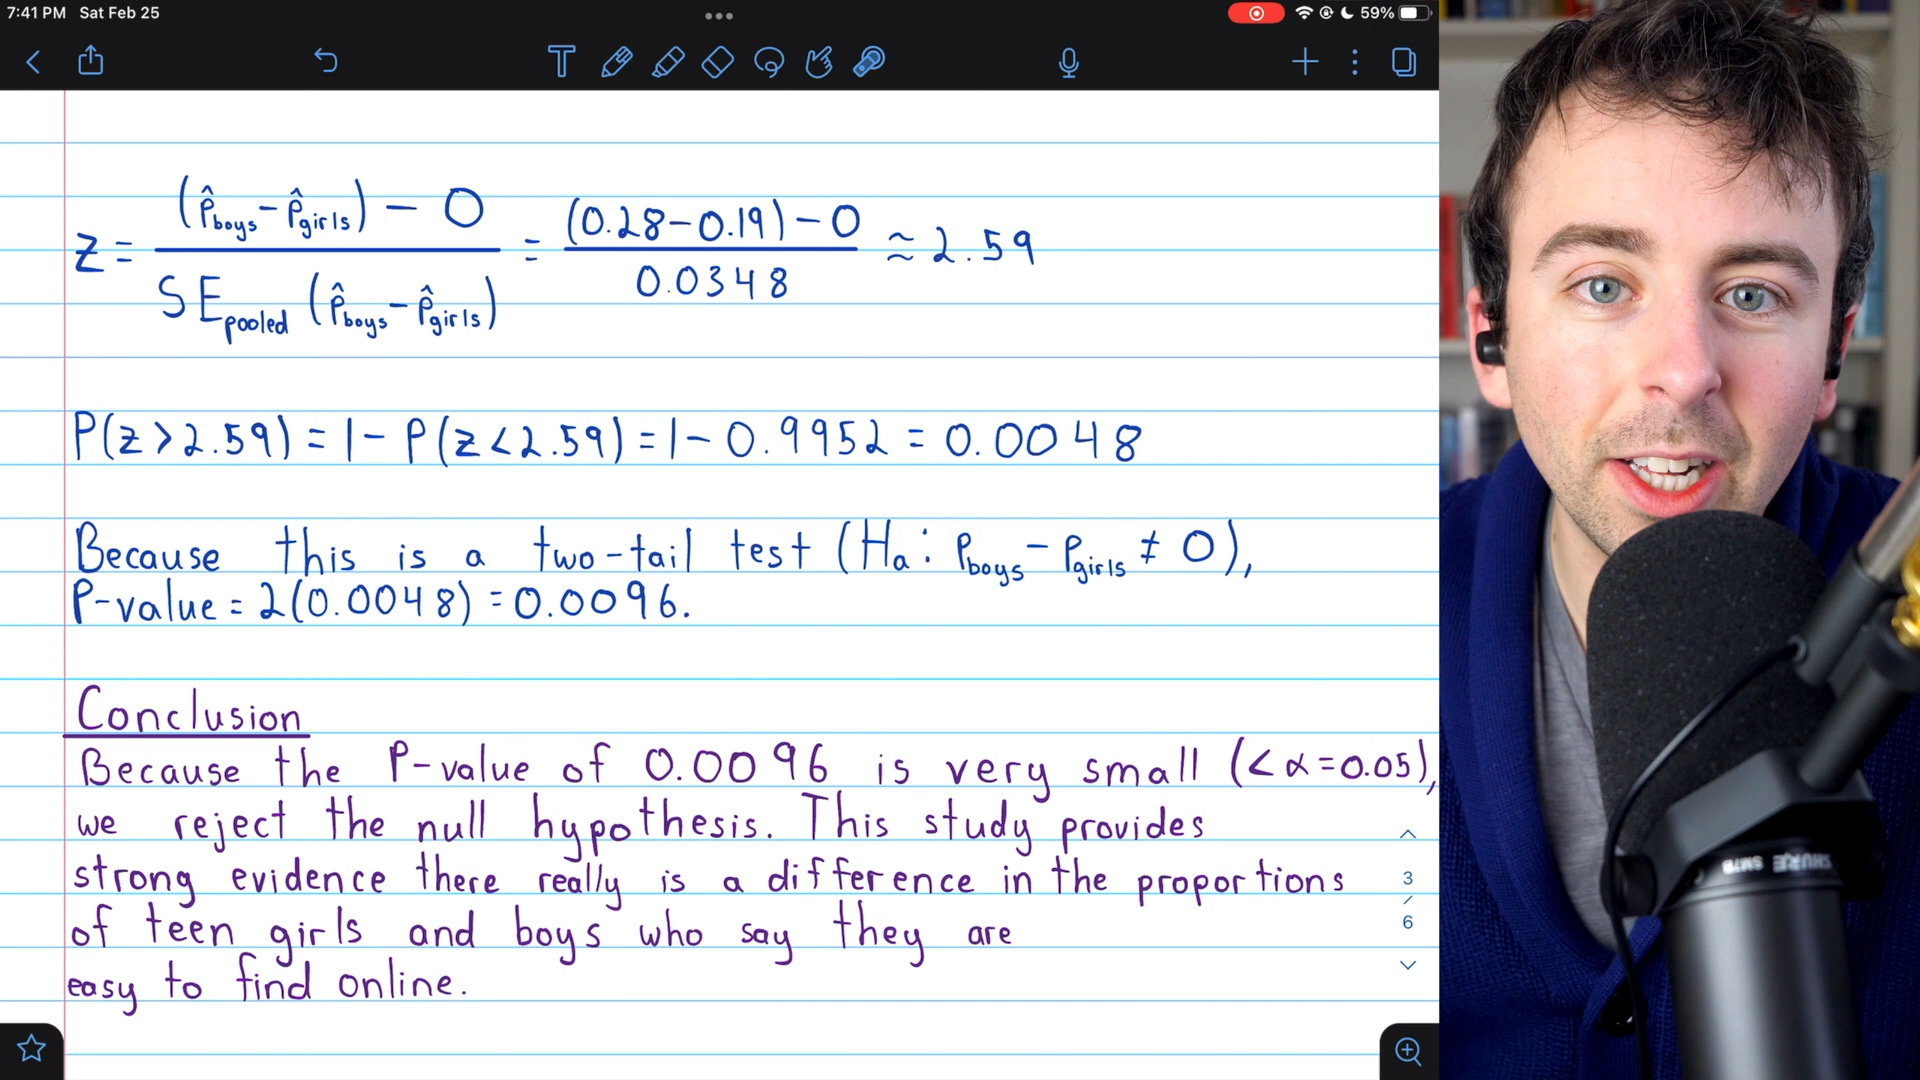 7:41 PM Sat Feb 25
59%
z = (p̂boys - p̂girls) - 0 / SEpooled (p̂boys - p̂girls) = (0.28-0.19) - 0 / 0.0348 ≈ 2.59
P(z > 2.59) = 1 - P(z < 2.59) = 1 - 0.9952 = 0.0048
Because this is a two-tail test (Ha: Pboys - Pgirls ≠ 0),
P-value = 2(0.0048) = 0.0096.
Conclusion
Because the P-value of 0.0096 is very small (< α = 0.05),
we reject the null hypothesis. This study provides
strong evidence there really is a difference in the proportions
of teen girls and boys who say they are
easy to find online.
3
/
6
SHURE SM7B